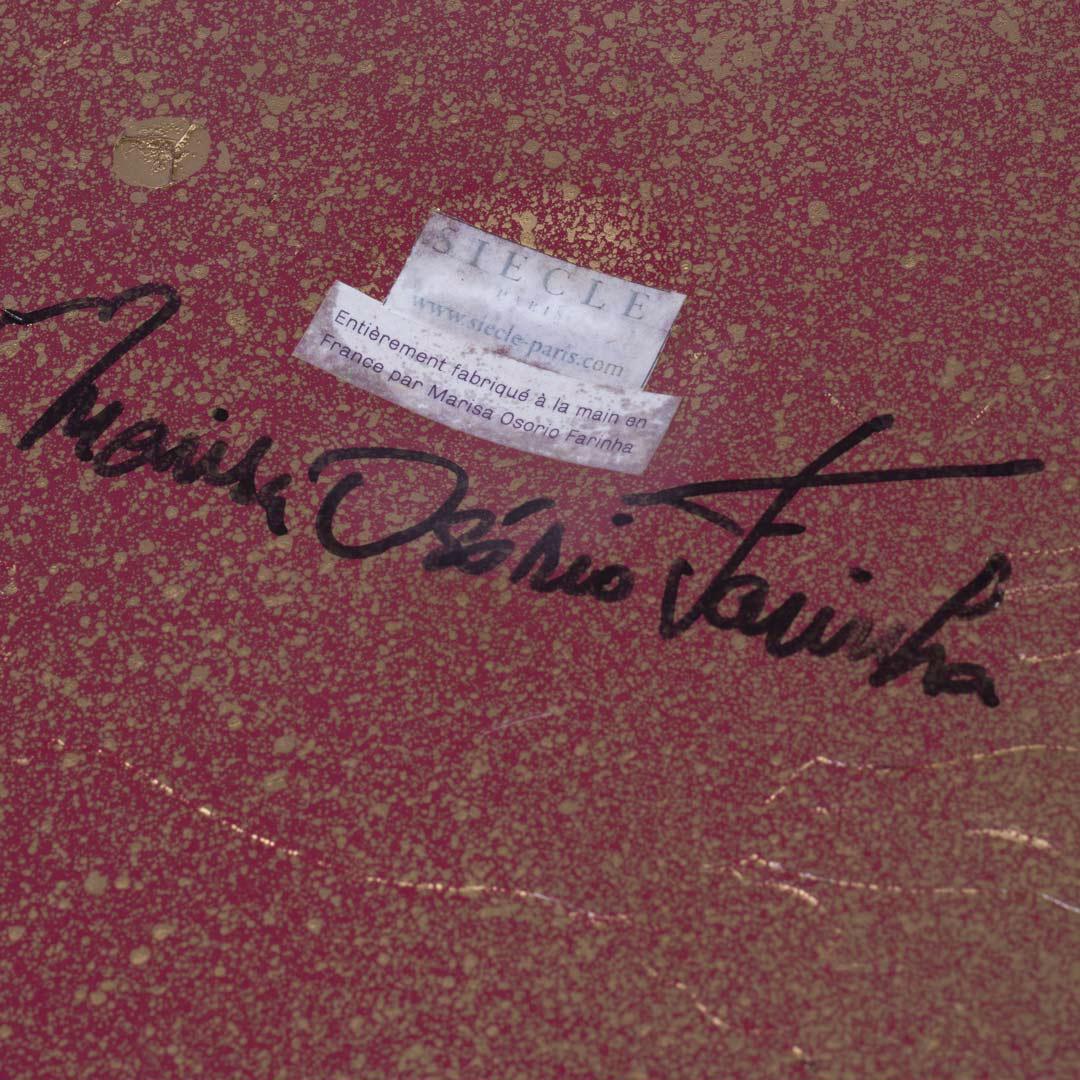 SIECLE
PARIS
www.siecle-paris.com
Entièrement fabriqué à la main en
France par Marisa Osorio Farinha
Marisa Osório Farinha